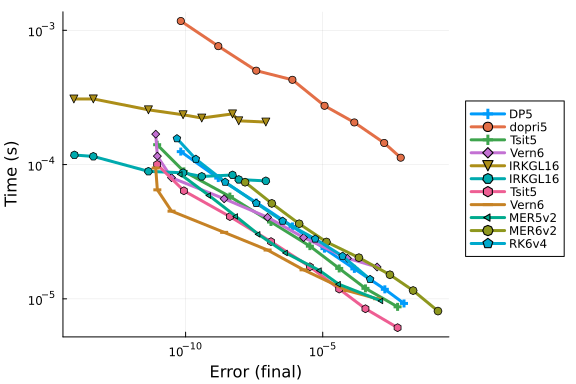 10⁻³
10⁻⁴
10⁻⁵
Time (s)
10⁻¹⁰
10⁻⁵
Error (final)
DP5
dopri5
Tsit5
Vern6
IRKGL16
IRKGL16
Tsit5
Vern6
MER5v2
MER6v2
RK6v4